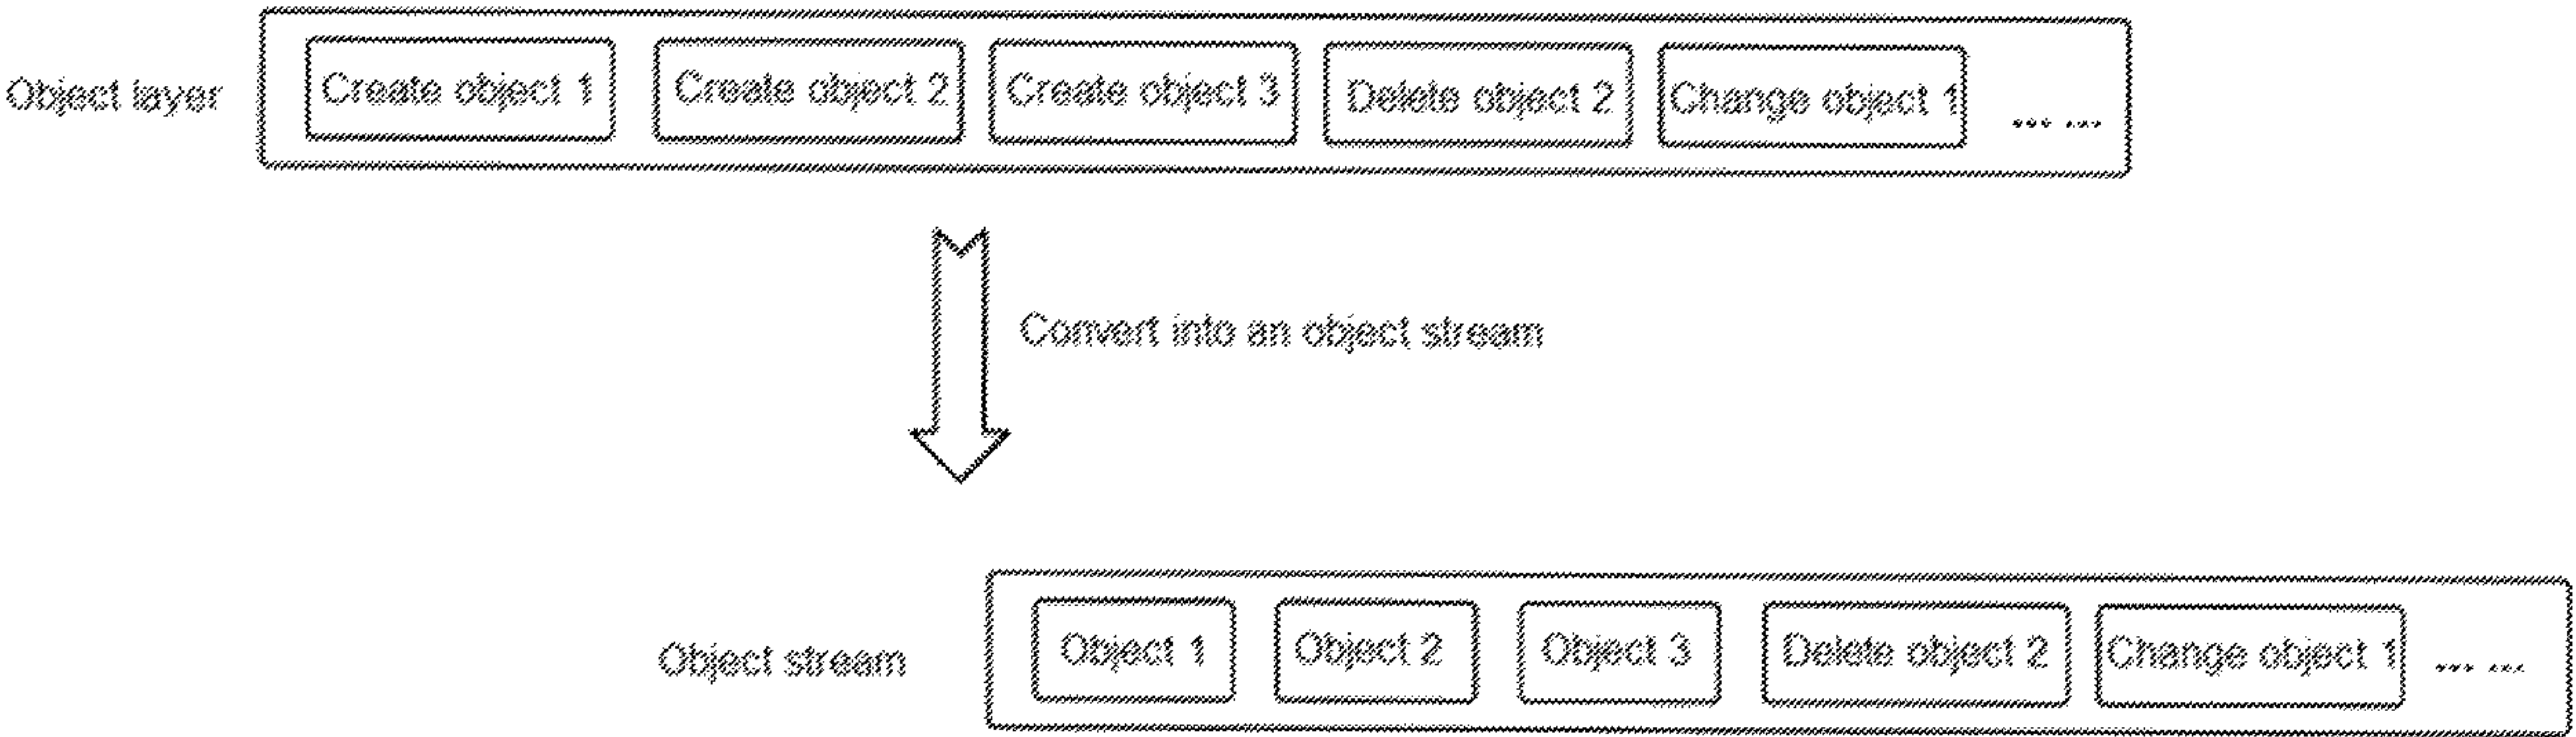 Object layer
Create object 1
Create object 2
Create object 3
Delete object 2
Change object 1
... ...
Convert into an object stream
Object stream
Object 1
Object 2
Object 3
Delete object 2
Change object 1
... ...